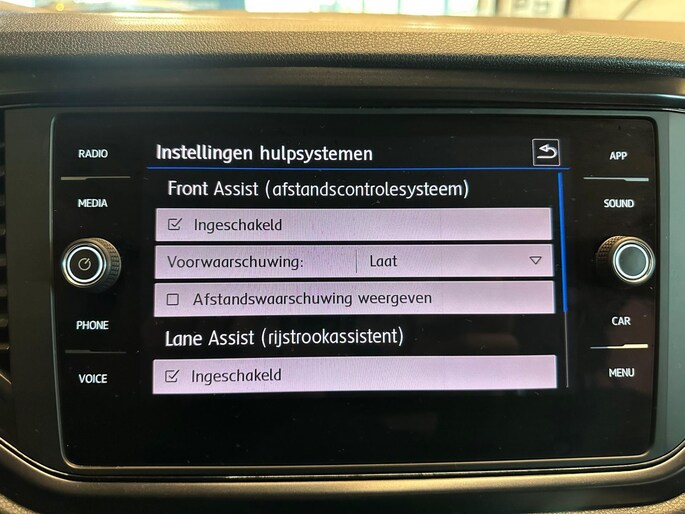 RADIO
MEDIA
PHONE
VOICE
Instellingen hulpsystemen
Front Assist (afstandscontrolesysteem)
Ingeschakeld
Voorwaarschuwing: Laat
Afstandswaarschuwing weergeven
Lane Assist (rijstrookassistent)
Ingeschakeld
APP
SOUND
CAR
MENU